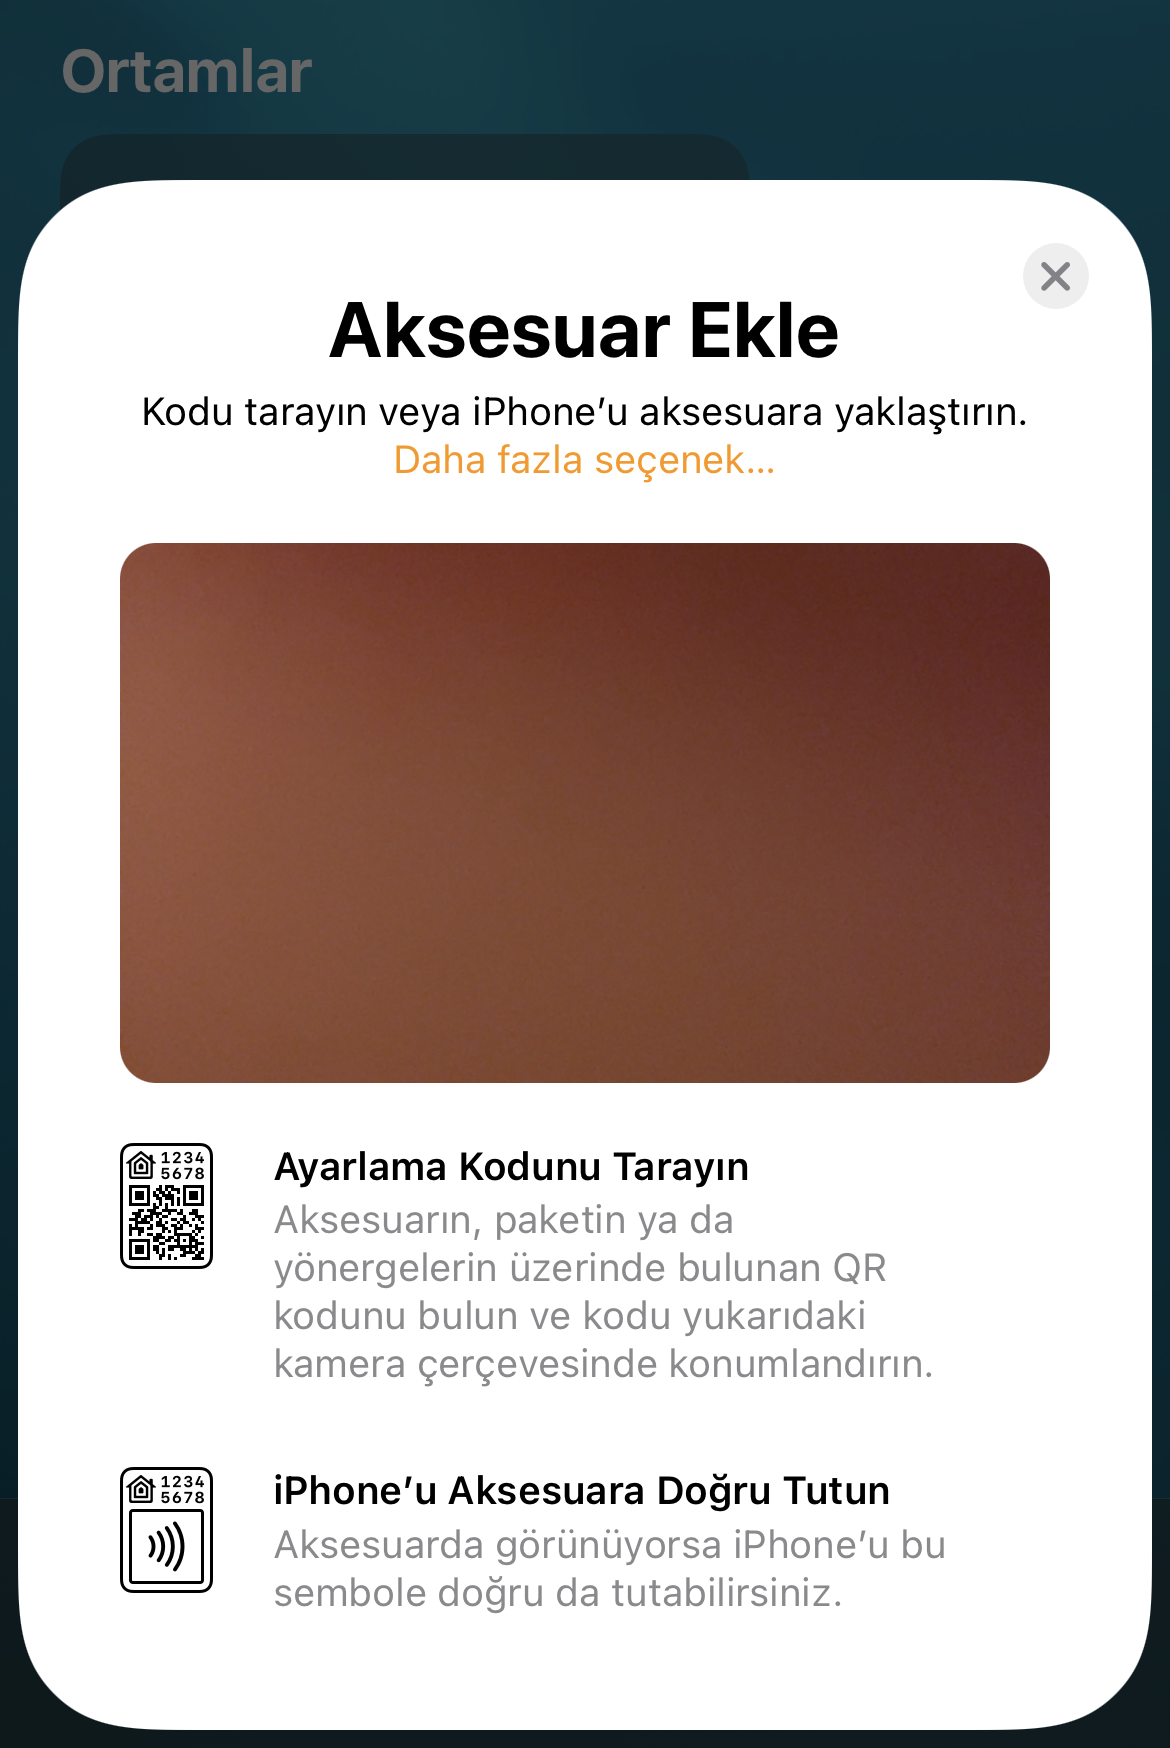 Ortamlar
Aksesuar Ekle
Kodu tarayın veya iPhone’u aksesuara yaklaştırın.
Daha fazla seçenek...
1234
5678
Ayarlama Kodunu Tarayın
Aksesuarın, paketin ya da
yönergelerin üzerinde bulunan QR
kodunu bulun ve kodu yukarıdaki
kamera çerçevesinde konumlandırın.
1234
5678
iPhone’u Aksesuara Doğru Tutun
Aksesuarda görünüyorsa iPhone’u bu
sembole doğru da tutabilirsiniz.